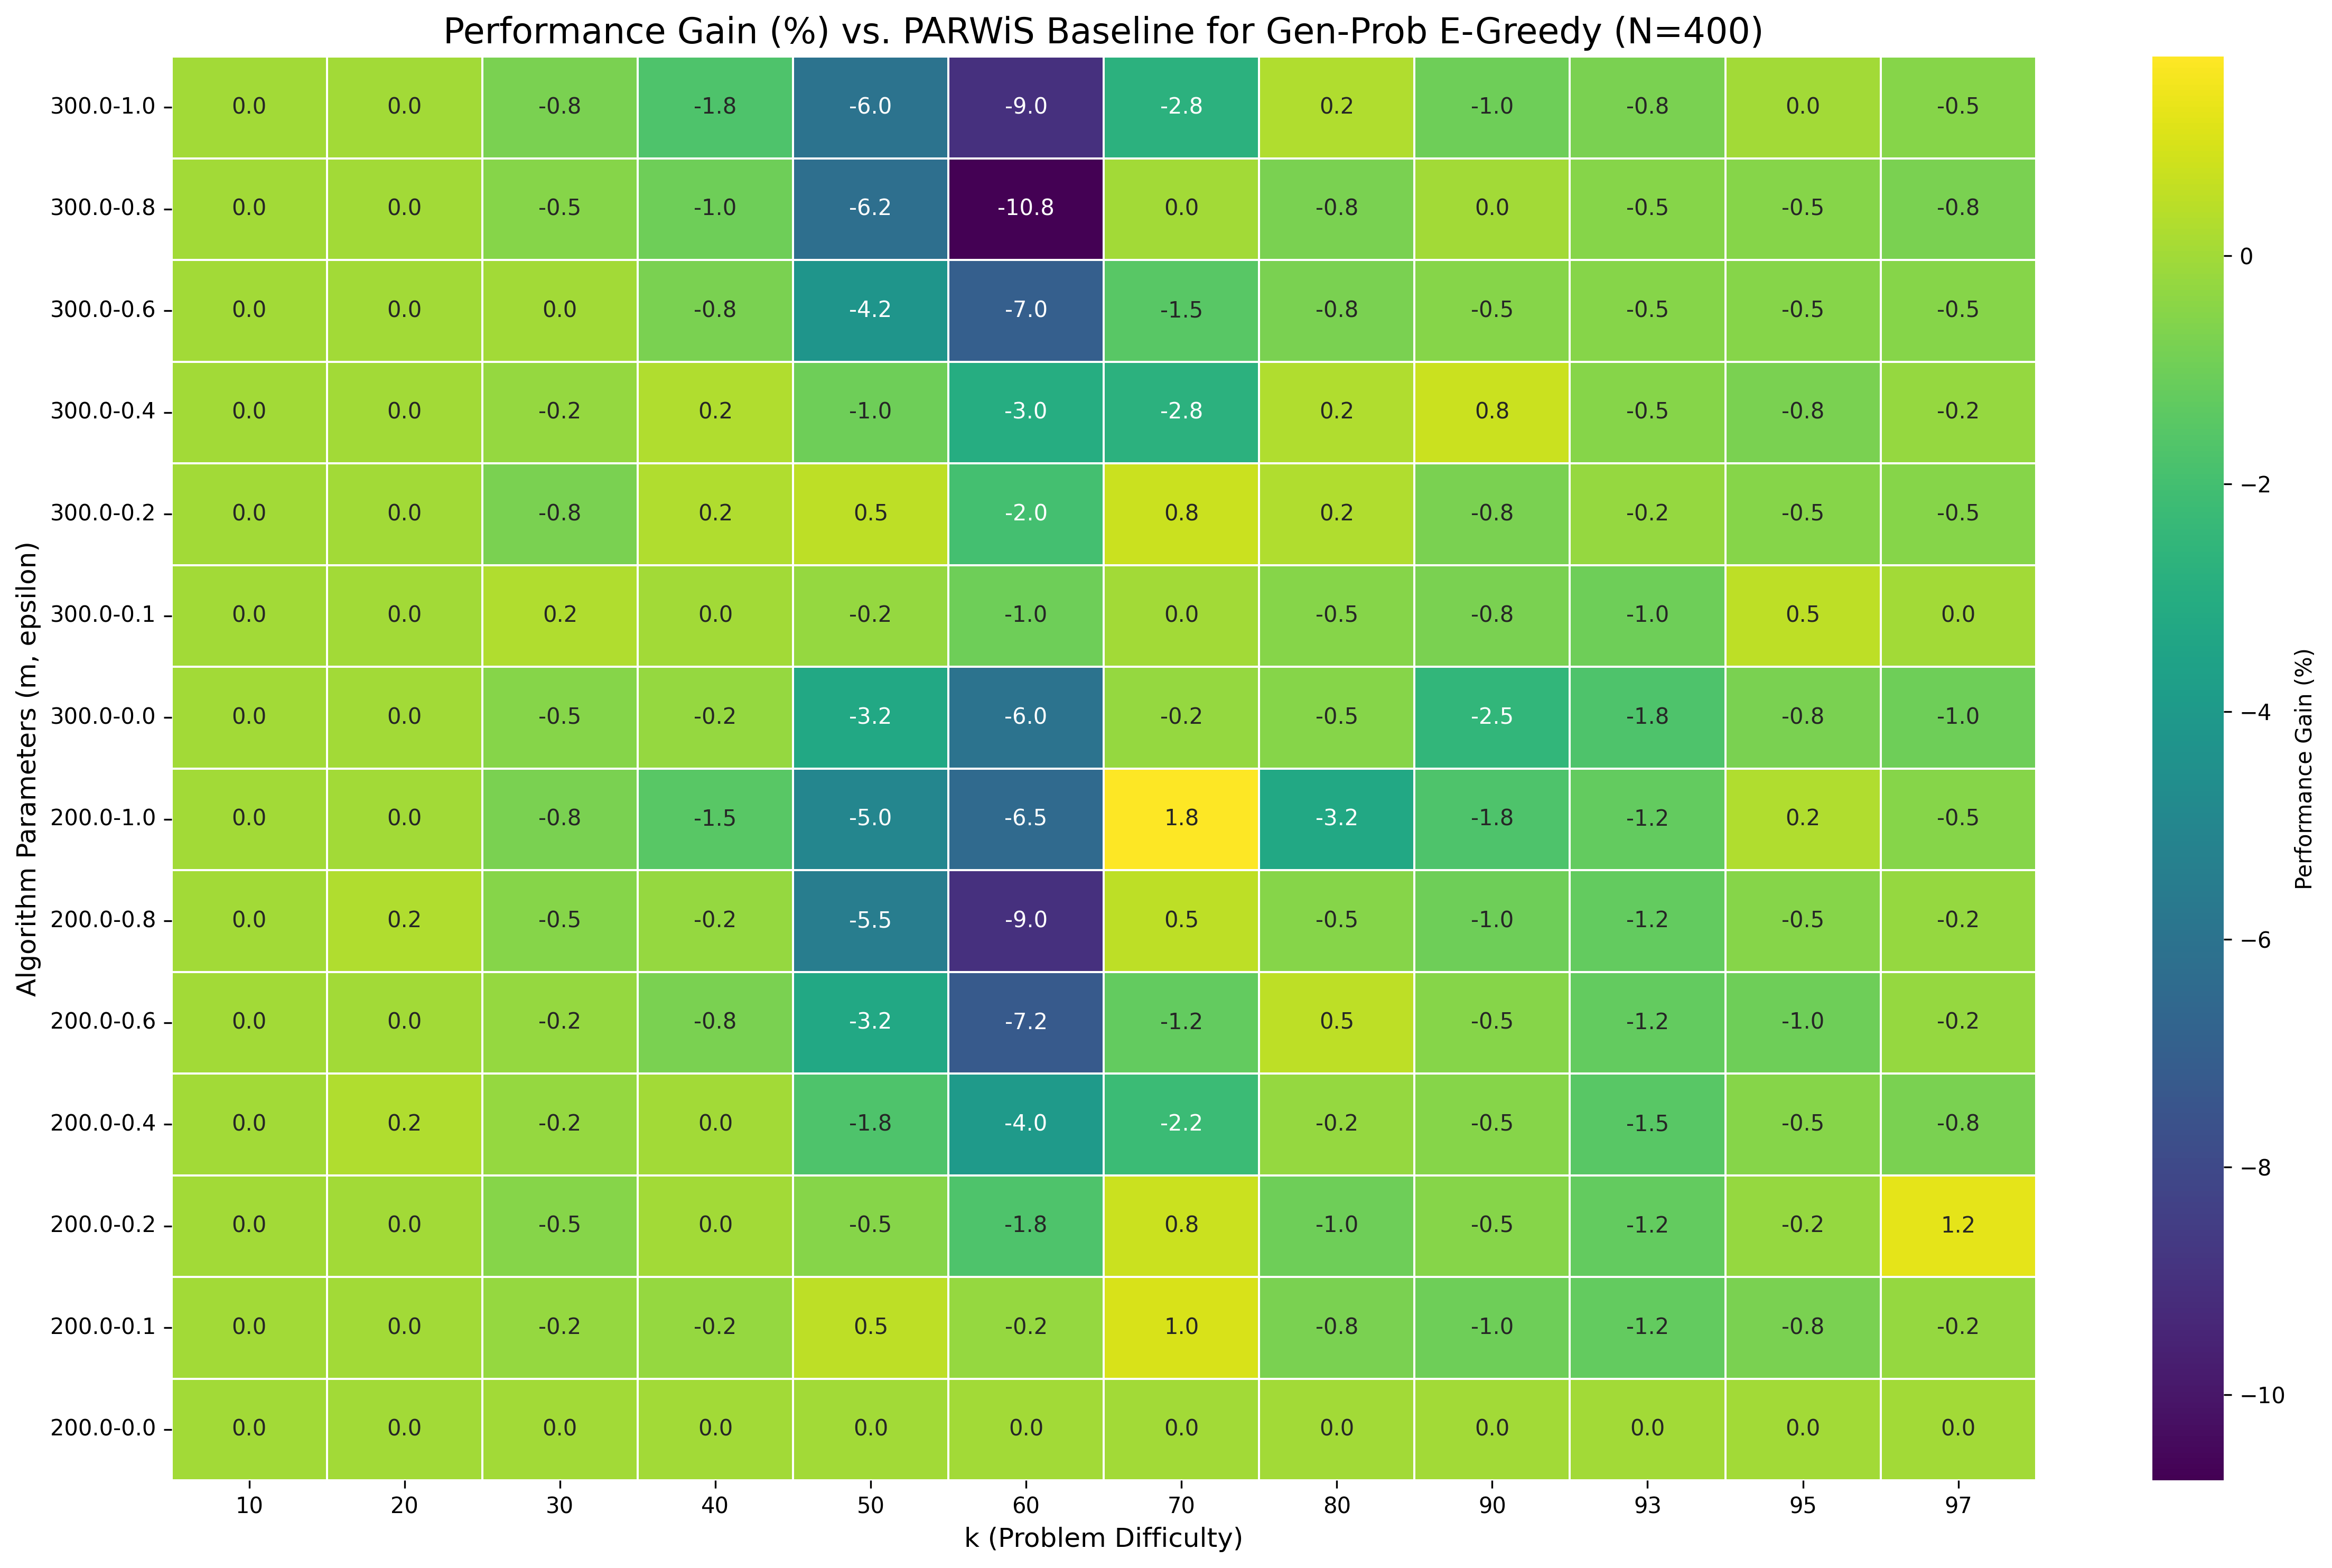 Performance Gain (%) vs. PARWiS Baseline for Gen-Prob E-Greedy (N=400)
Algorithm Parameters (m, epsilon)
300.0-1.0 0.0 0.0 -0.8 -1.8 -6.0 -9.0 -2.8 0.2 -1.0 -0.8 0.0 -0.5
300.0-0.8 0.0 0.0 -0.5 -1.0 -6.2 -10.8 0.0 -0.8 0.0 -0.5 -0.5 -0.8
300.0-0.6 0.0 0.0 0.0 -0.8 -4.2 -7.0 -1.5 -0.8 -0.5 -0.5 -0.5 -0.5
300.0-0.4 0.0 0.0 -0.2 0.2 -1.0 -3.0 -2.8 0.2 0.8 -0.5 -0.8 -0.2
300.0-0.2 0.0 0.0 -0.8 0.2 0.5 -2.0 0.8 0.2 -0.8 -0.2 -0.5 -0.5
300.0-0.1 0.0 0.0 0.2 0.0 -0.2 -1.0 0.0 -0.5 -0.8 -1.0 0.5 0.0
300.0-0.0 0.0 0.0 -0.5 -0.2 -3.2 -6.0 -0.2 -0.5 -2.5 -1.8 -0.8 -1.0
200.0-1.0 0.0 0.0 -0.8 -1.5 -5.0 -6.5 1.8 -3.2 -1.8 -1.2 0.2 -0.5
200.0-0.8 0.0 0.2 -0.5 -0.2 -5.5 -9.0 0.5 -0.5 -1.0 -1.2 -0.5 -0.2
200.0-0.6 0.0 0.0 -0.2 -0.8 -3.2 -7.2 -1.2 0.5 -0.5 -1.2 -1.0 -0.2
200.0-0.4 0.0 0.2 -0.2 0.0 -1.8 -4.0 -2.2 -0.2 -0.5 -1.5 -0.5 -0.8
200.0-0.2 0.0 0.0 -0.5 0.0 -0.5 -1.8 0.8 -1.0 -0.5 -1.2 -0.2 1.2
200.0-0.1 0.0 0.0 -0.2 -0.2 0.5 -0.2 1.0 -0.8 -1.0 -1.2 -0.8 -0.2
200.0-0.0 0.0 0.0 0.0 0.0 0.0 0.0 0.0 0.0 0.0 0.0 0.0 0.0
10 20 30 40 50 60 70 80 90 93 95 97
k (Problem Difficulty)
0
−2
−4
−6
−8
−10
Performance Gain (%)